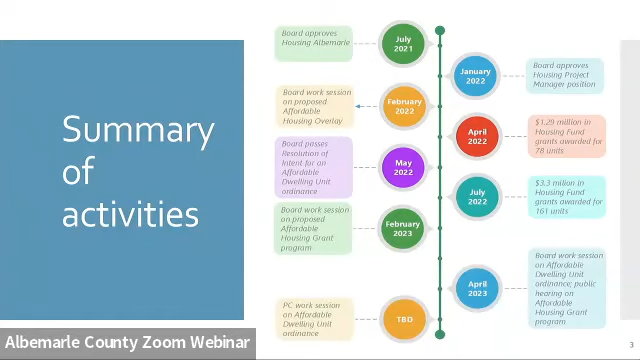 Summary
of
activities
Board approves
Housing Albemarle
July
2021
January
2022
Board approves
Housing Project
Manager position
Board work session
on proposed
Affordable
Housing Overlay
February
2022
April
2022
$1.29 million in
Housing Fund
grants awarded for
78 units
Board passes
Resolution of
Intent for an
Affordable
Dwelling Unit
ordinance
May
2022
July
2022
$3.3 milion in
Housing Fund
grants awarded for
161 units
Board work session
on proposed
Affordable
Housing Grant
program
February
2023
April
2023
Board work session
on Affordable
Dwelling Unit
ordinance; public
hearing on
Affordable
Housing Grant
program
PC work session
on Affordable
Dwelling Unit
ordinance
TBD
Albemarle County Zoom Webinar
3